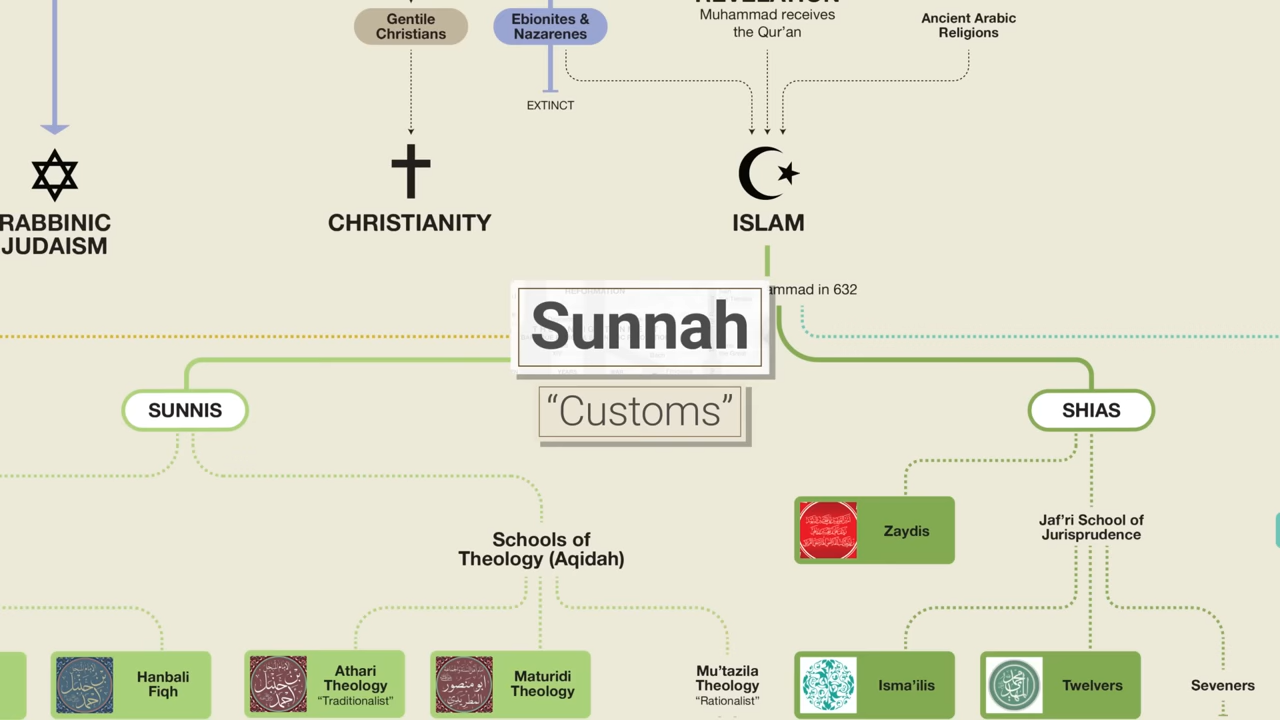 Gentile
Christians
Ebionites &
Nazarenes
REVELATION
Muhammad receives
the Qur’an
Ancient Arabic
Religions
EXTINCT
RABBINIC
JUDAISM
CHRISTIANITY
ISLAM
ammad in 632
Sunnah
“Customs”
SUNNIS
SHIAS
Zaydis
Jaf’ri School of
Jurisprudence
Schools of
Theology (Aqidah)
Hanbali
Fiqh
Athari
Theology
“Traditionalist”
Maturidi
Theology
Mu’tazila
Theology
“Rationalist”
Isma’ilis
Twelvers
Seveners